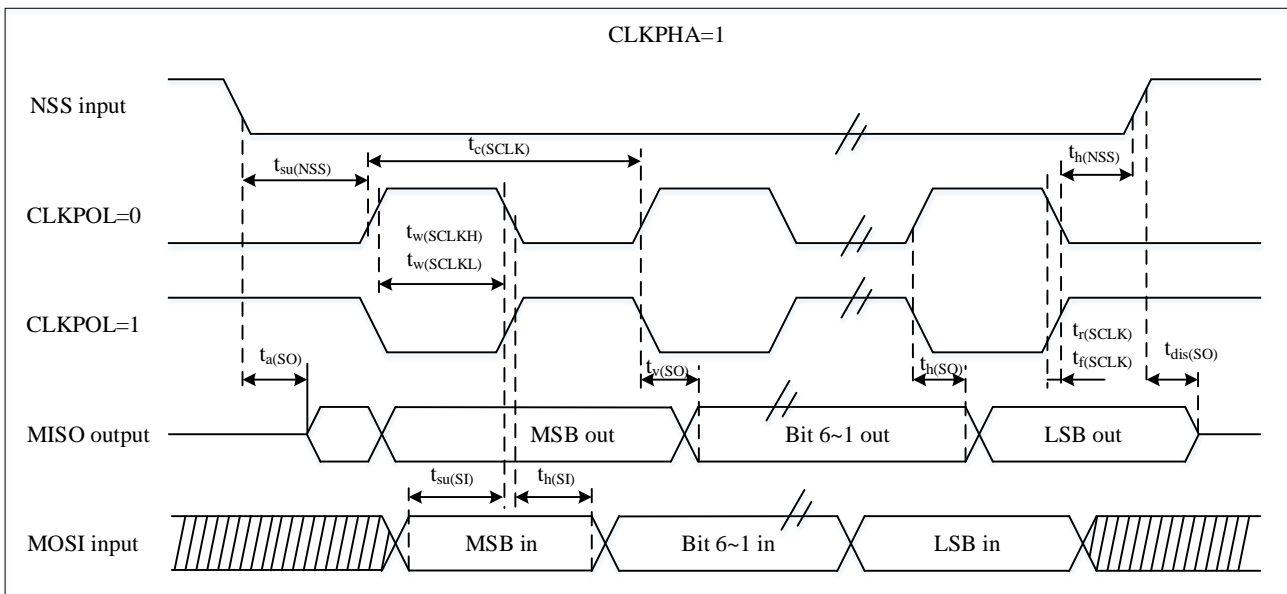 CLKPHA=1
NSS input
tc(SCLK)
tsu(NSS)
th(NSS)
CLKPOL=0
tw(SCLKH)
tw(SCLKL)
CLKPOL=1
tr(SCLK)
tf(SCLK)
ta(SO)
tv(SO)
th(SO)
tdis(SO)
MISO output
MSB out
Bit 6~1 out
LSB out
tsu(SI)
th(SI)
MOSI input
MSB in
Bit 6~1 in
LSB in